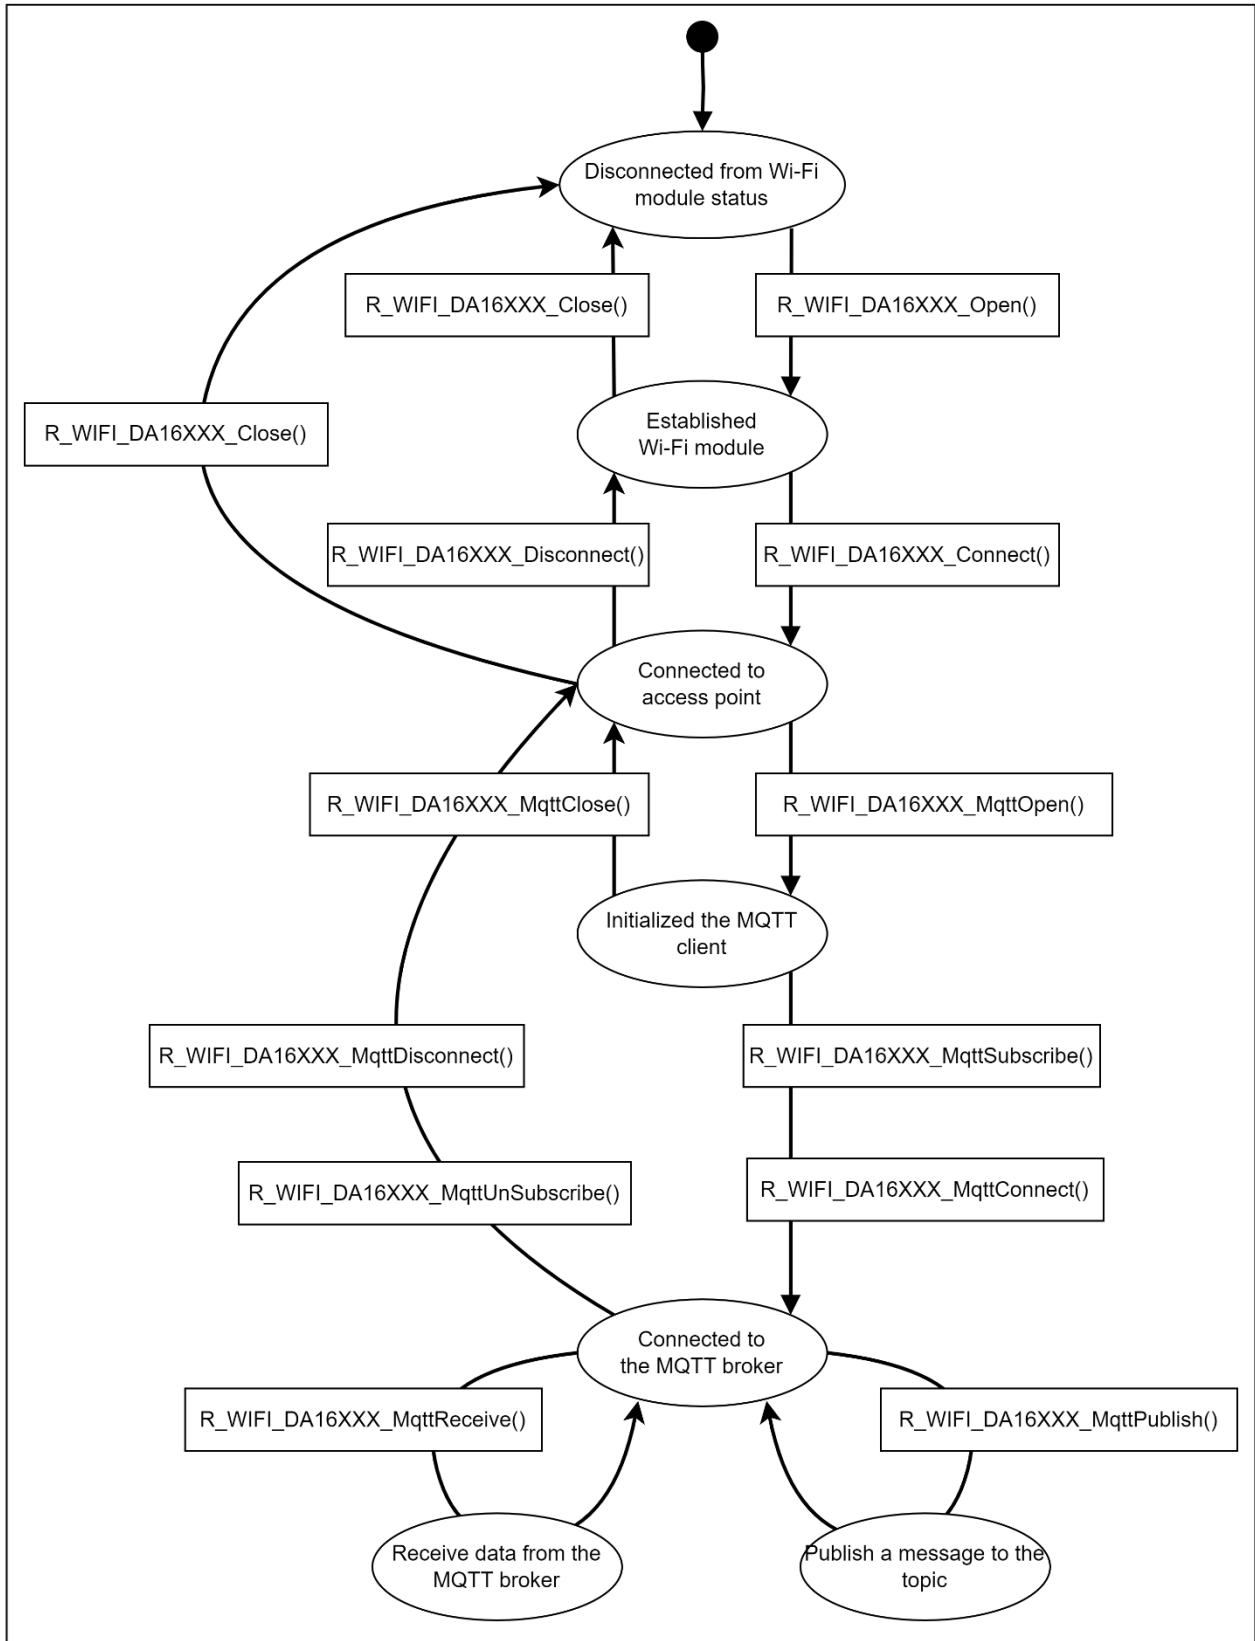 Disconnected from Wi-Fi
module status
R_WIFI_DA16XXX_Close()
R_WIFI_DA16XXX_Open()
R_WIFI_DA16XXX_Close()
Established
Wi-Fi module
R_WIFI_DA16XXX_Disconnect()
R_WIFI_DA16XXX_Connect()
Connected to
access point
R_WIFI_DA16XXX_MqttClose()
R_WIFI_DA16XXX_MqttOpen()
Initialized the MQTT
client
R_WIFI_DA16XXX_MqttDisconnect()
R_WIFI_DA16XXX_MqttSubscribe()
R_WIFI_DA16XXX_MqttUnSubscribe()
R_WIFI_DA16XXX_MqttConnect()
Connected to
the MQTT broker
R_WIFI_DA16XXX_MqttReceive()
R_WIFI_DA16XXX_MqttPublish()
Receive data from the
MQTT broker
Publish a message to the
topic